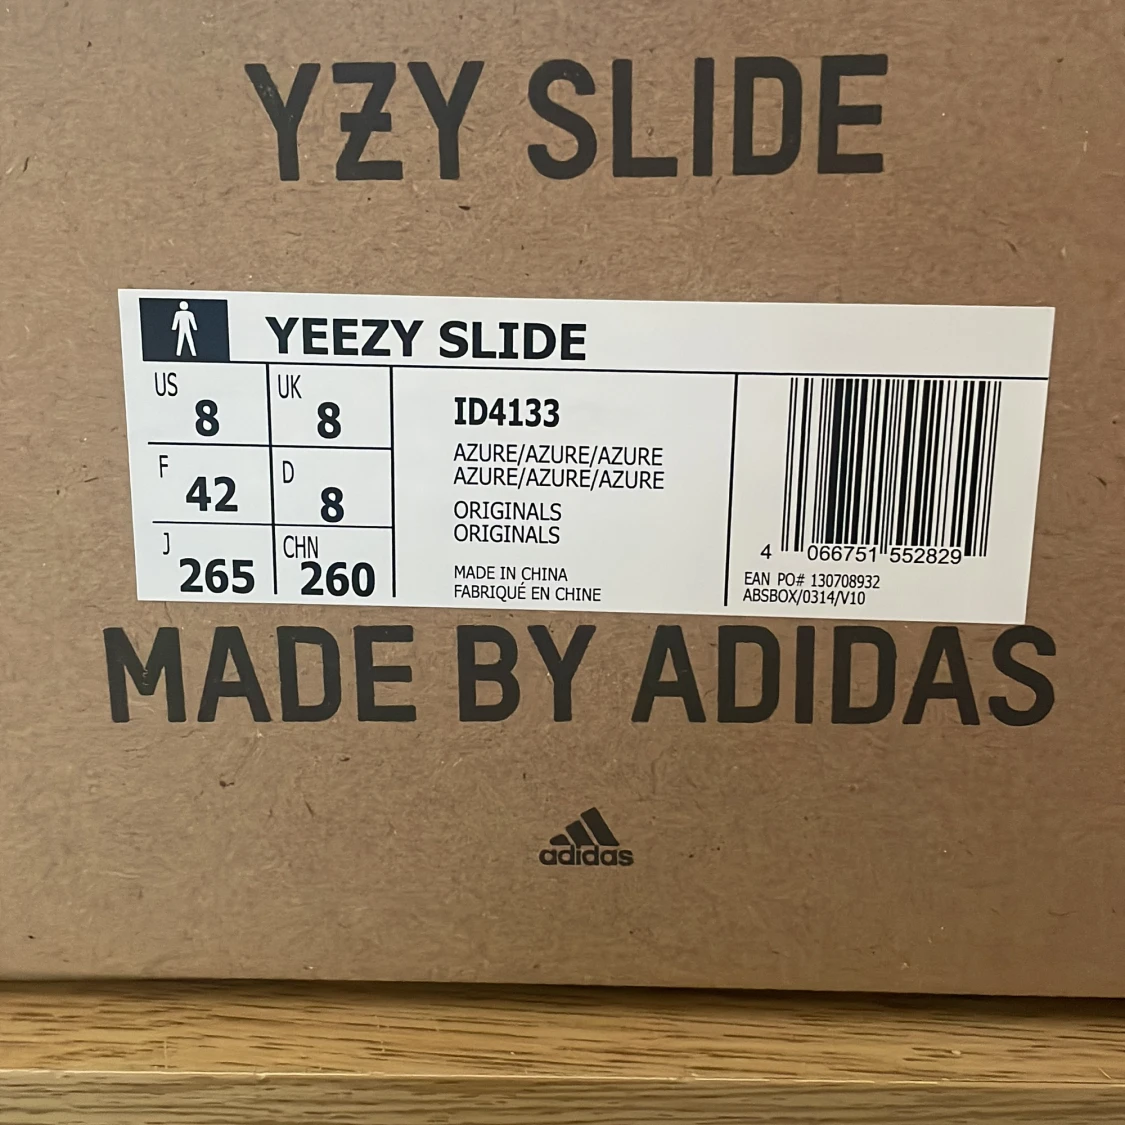 YZY SLIDE
YEEZY SLIDE
US 8 UK 8
F 42 D 8
J 265 CHN 260
ID4133
AZURE/AZURE/AZURE
AZURE/AZURE/AZURE
ORIGINALS
ORIGINALS
MADE IN CHINA
FABRIQUÉ EN CHINE
4 066751 552829
EAN PO# 130708932
ABSBOX/0314/V10
MADE BY ADIDAS
adidas